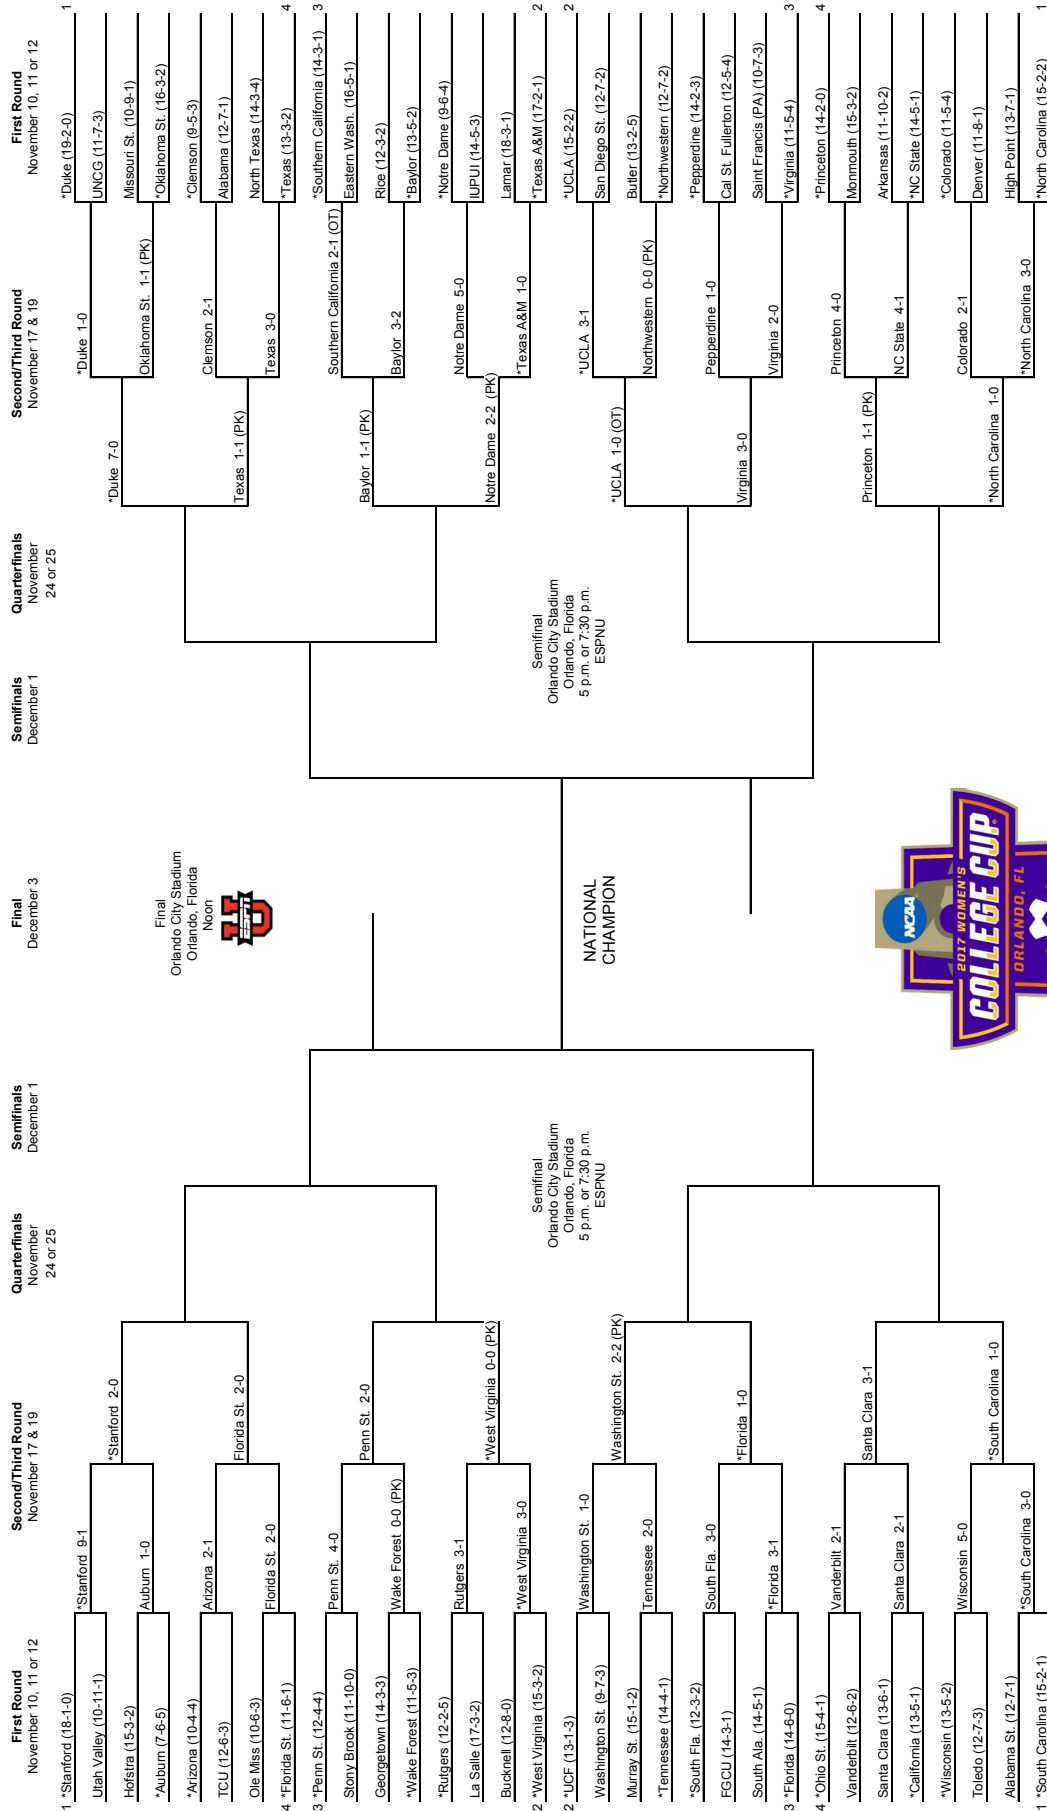 First Round
November 10, 11 or 12
Second/Third Round
November 17 & 19
Quarterfinals
November
24 or 25
Semifinals
December 1
Final
December 3
Semifinals
December 1
Quarterfinals
November
24 or 25
Second/Third Round
November 17 & 19
First Round
November 10, 11 or 12
1 *Stanford (18-1-0)
Utah Valley (10-11-1)
Hofstra (15-3-2)
*Auburn (7-6-5)
*Arizona (10-4-4)
TCU (12-6-3)
Ole Miss (10-6-3)
4 *Florida St. (11-6-1)
3 *Penn St. (12-4-4)
Stony Brook (11-10-0)
Georgetown (14-3-3)
*Wake Forest (11-5-3)
*Rutgers (12-2-5)
La Salle (17-3-2)
Bucknell (12-8-0)
2 *West Virginia (15-3-2)
2 *UCF (13-1-3)
Washington St. (9-7-3)
Murray St. (15-1-2)
*Tennessee (14-4-1)
*South Fla. (12-3-2)
FGCU (14-3-1)
South Ala. (14-5-1)
3 *Florida (14-6-0)
4 *Ohio St. (15-4-1)
Vanderbilt (12-6-2)
Santa Clara (13-6-1)
*California (13-5-1)
*Wisconsin (13-5-2)
Toledo (12-7-3)
Alabama St. (12-7-1)
1 *South Carolina (15-2-1)
*Stanford 9-1
Auburn 1-0
Arizona 2-1
Florida St. 2-0
Penn St. 4-0
Wake Forest 0-0 (PK)
Rutgers 3-1
*West Virginia 3-0
Washington St. 1-0
Tennessee 2-0
South Fla. 3-0
*Florida 3-1
Vanderbilt 2-1
Santa Clara 2-1
Wisconsin 5-0
*South Carolina 3-0
*Stanford 2-0
Florida St. 2-0
Penn St. 2-0
*West Virginia 0-0 (PK)
Washington St. 2-2 (PK)
*Florida 1-0
Santa Clara 3-1
*South Carolina 1-0
Semifinal
Orlando City Stadium
Orlando, Florida
5 p.m. or 7:30 p.m.
ESPNU
Final
Orlando City Stadium
Orlando, Florida
Noon
ESPN
U
NATIONAL
CHAMPION
NCAA
2017 WOMEN'S
COLLEGE CUP®
ORLANDO, FL
Semifinal
Orlando City Stadium
Orlando, Florida
5 p.m. or 7:30 p.m.
ESPNU
*Duke 7-0
Texas 1-1 (PK)
Baylor 1-1 (PK)
Notre Dame 2-2 (PK)
*UCLA 1-0 (OT)
Virginia 3-0
Princeton 1-1 (PK)
*North Carolina 1-0
*Duke 1-0
Oklahoma St. 1-1 (PK)
Clemson 2-1
Texas 3-0
Southern California 2-1 (OT)
Baylor 3-2
Notre Dame 5-0
*Texas A&M 1-0
*UCLA 3-1
Northwestern 0-0 (PK)
Pepperdine 1-0
Virginia 2-0
Princeton 4-0
NC State 4-1
Colorado 2-1
*North Carolina 3-0
*Duke (19-2-0) 1
UNCG (11-7-3)
Missouri St. (10-9-1)
*Oklahoma St. (16-3-2)
*Clemson (9-5-3)
Alabama (12-7-1)
North Texas (14-3-4)
*Texas (13-3-2) 4
*Southern California (14-3-1) 3
Eastern Wash. (16-5-1)
Rice (12-3-2)
*Baylor (13-5-2)
*Notre Dame (9-6-4)
IUPUI (14-5-3)
Lamar (18-3-1)
*Texas A&M (17-2-1) 2
*UCLA (15-2-2) 2
San Diego St. (12-7-2)
Butler (13-2-5)
*Northwestern (12-7-2)
*Pepperdine (14-2-3)
Cal St. Fullerton (12-5-4)
Saint Francis (PA) (10-7-3)
*Virginia (11-5-4) 3
*Princeton (14-2-0) 4
Monmouth (15-3-2)
Arkansas (11-10-2)
*NC State (14-5-1)
*Colorado (11-5-4)
Denver (11-8-1)
High Point (13-7-1)
*North Carolina (15-2-2) 1